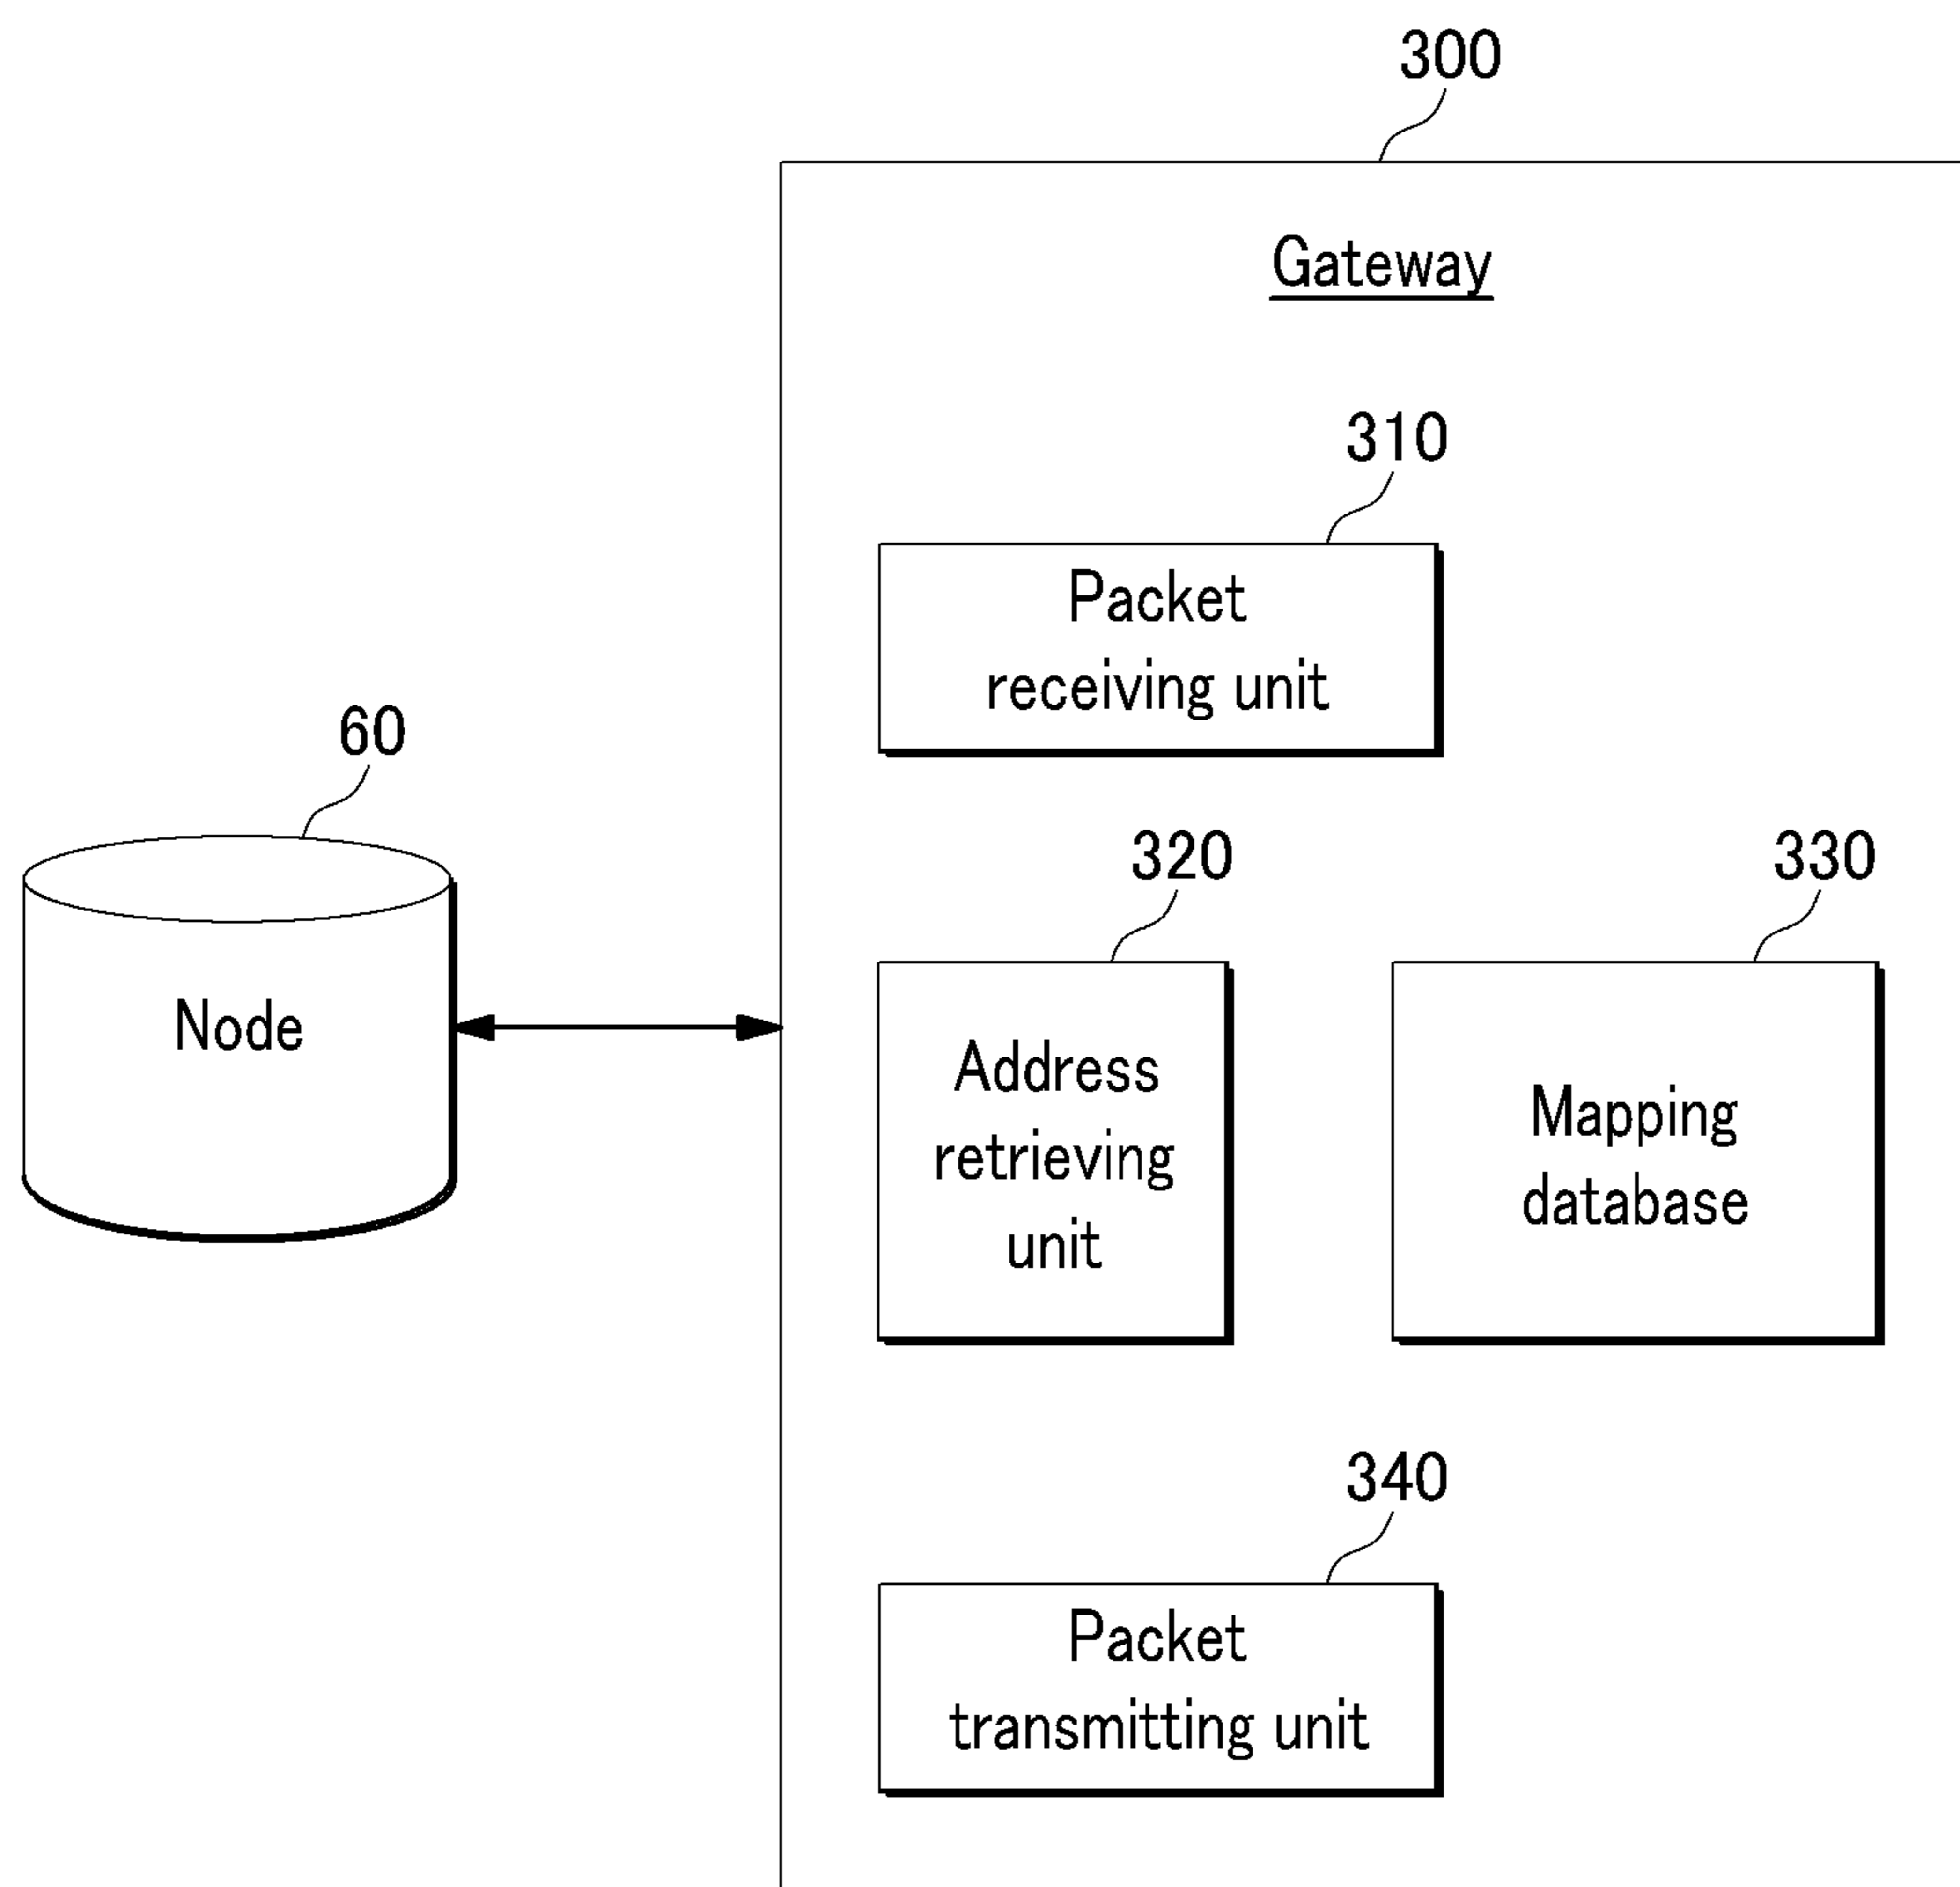 300
Gateway
310
Packet
receiving unit
60
320
330
Node
Address
retrieving
unit
Mapping
database
340
Packet
transmitting unit